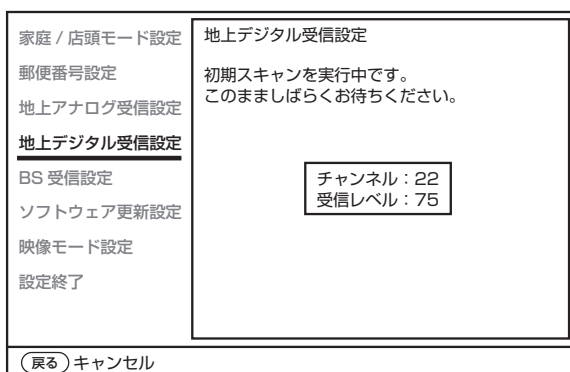 家庭 / 店頭モード設定
郵便番号設定
地上アナログ受信設定
地上デジタル受信設定
BS 受信設定
ソフトウェア更新設定
映像モード設定
設定終了
地上デジタル受信設定
初期スキャンを実行中です。
このまましばらくお待ちください。
チャンネル：22
受信レベル：75
戻る キャンセル